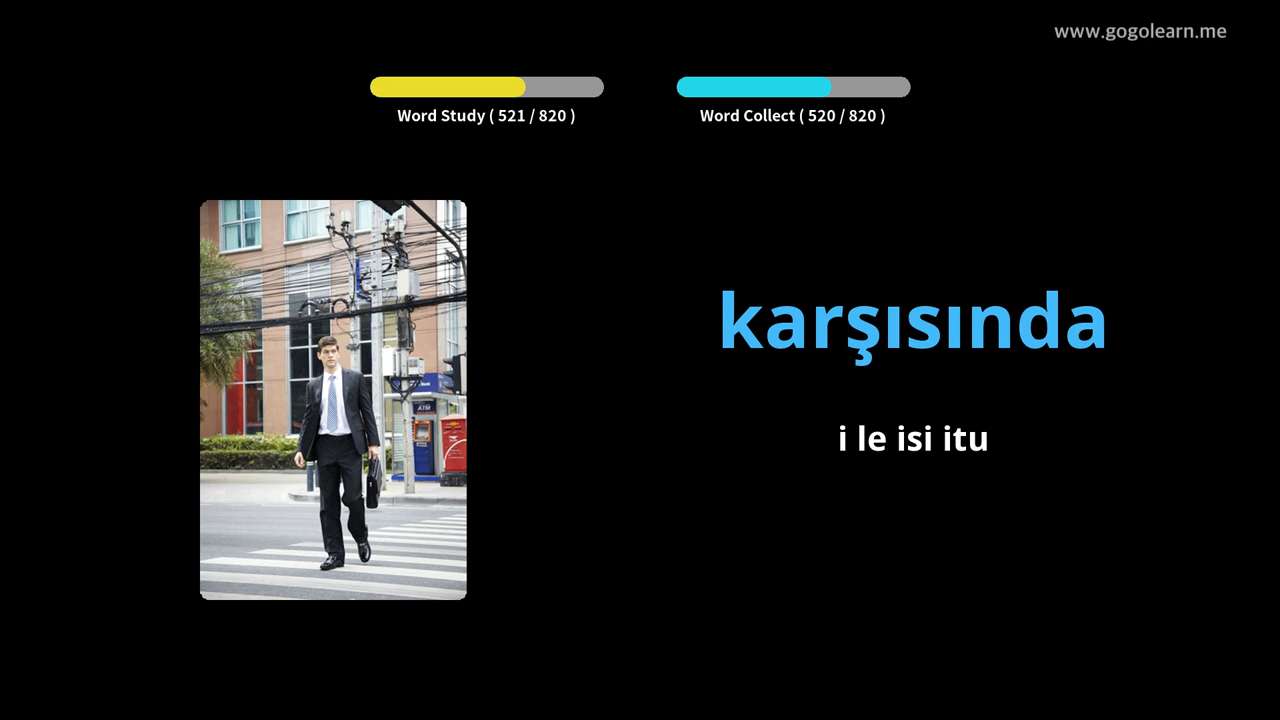 www.gogolearn.me
Word Study ( 521 / 820 )
Word Collect ( 520 / 820 )
karşısında
i le isi itu
ATM